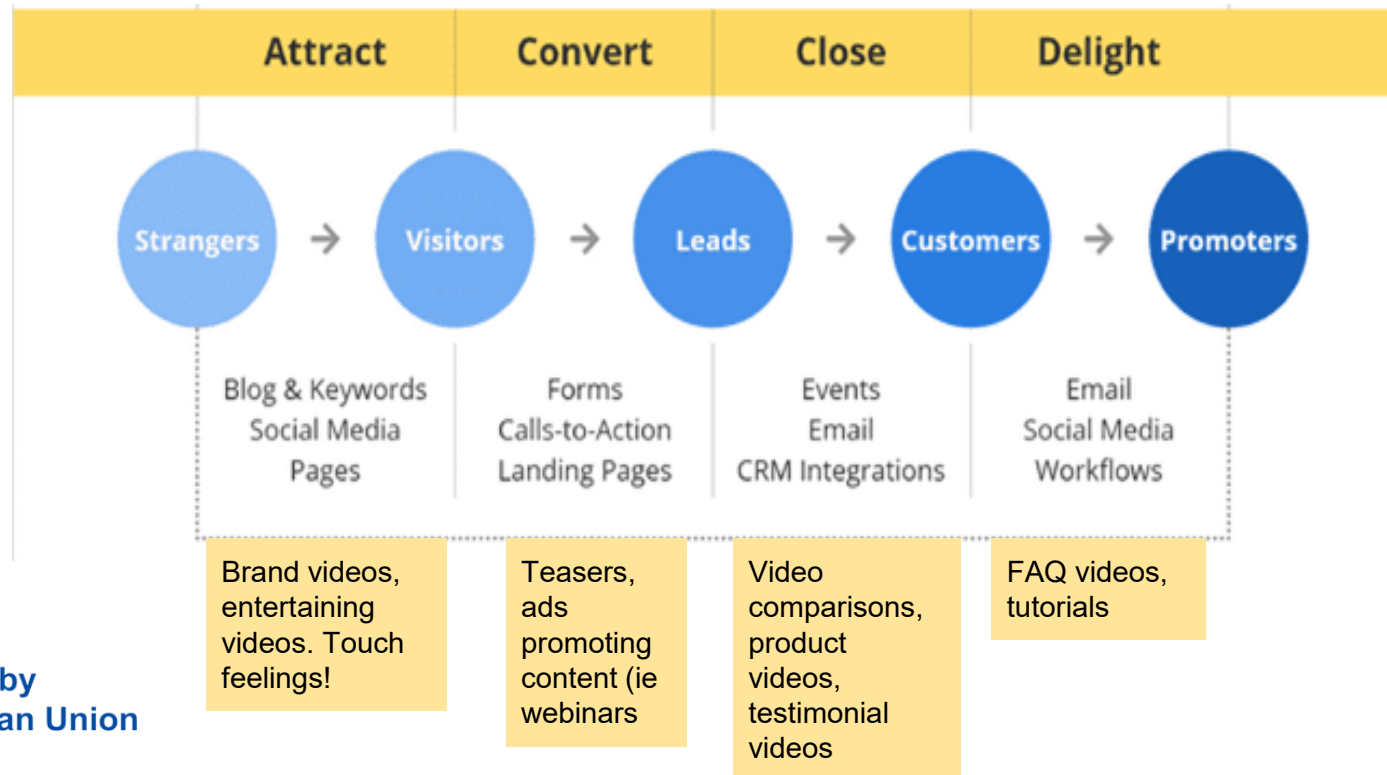 Attract Convert Close Delight
Strangers → Visitors → Leads → Customers → Promoters
Blog & Keywords
Social Media
Pages
Forms
Calls-to-Action
Landing Pages
Events
Email
CRM Integrations
Email
Social Media
Workflows
Brand videos,
entertaining
videos. Touch
feelings!
Teasers,
ads
promoting
content (ie
webinars
Video
comparisons,
product
videos,
testimonial
videos
FAQ videos,
tutorials
by
an Union